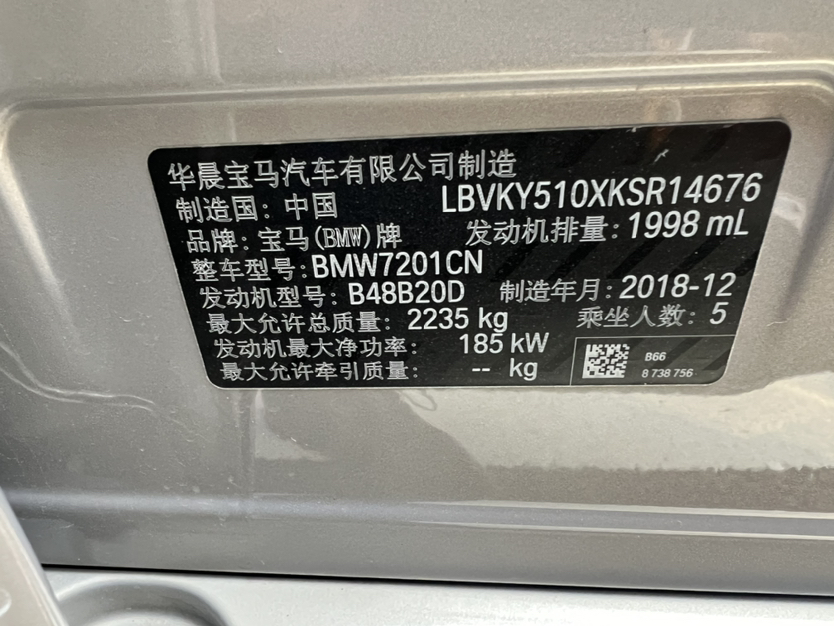 华晨宝马汽车有限公司制造
制造国: 中国 LBVKY510XKSR14676
品牌: 宝马(BMW)牌 发动机排量: 1998 mL
整车型号: BMW7201CN
发动机型号: B48B20D 制造年月: 2018-12
最大允许总质量: 2235 kg 乘坐人数: 5
发动机最大净功率: 185 kW
最大允许牵引质量: -- kg
B66
8 738 756